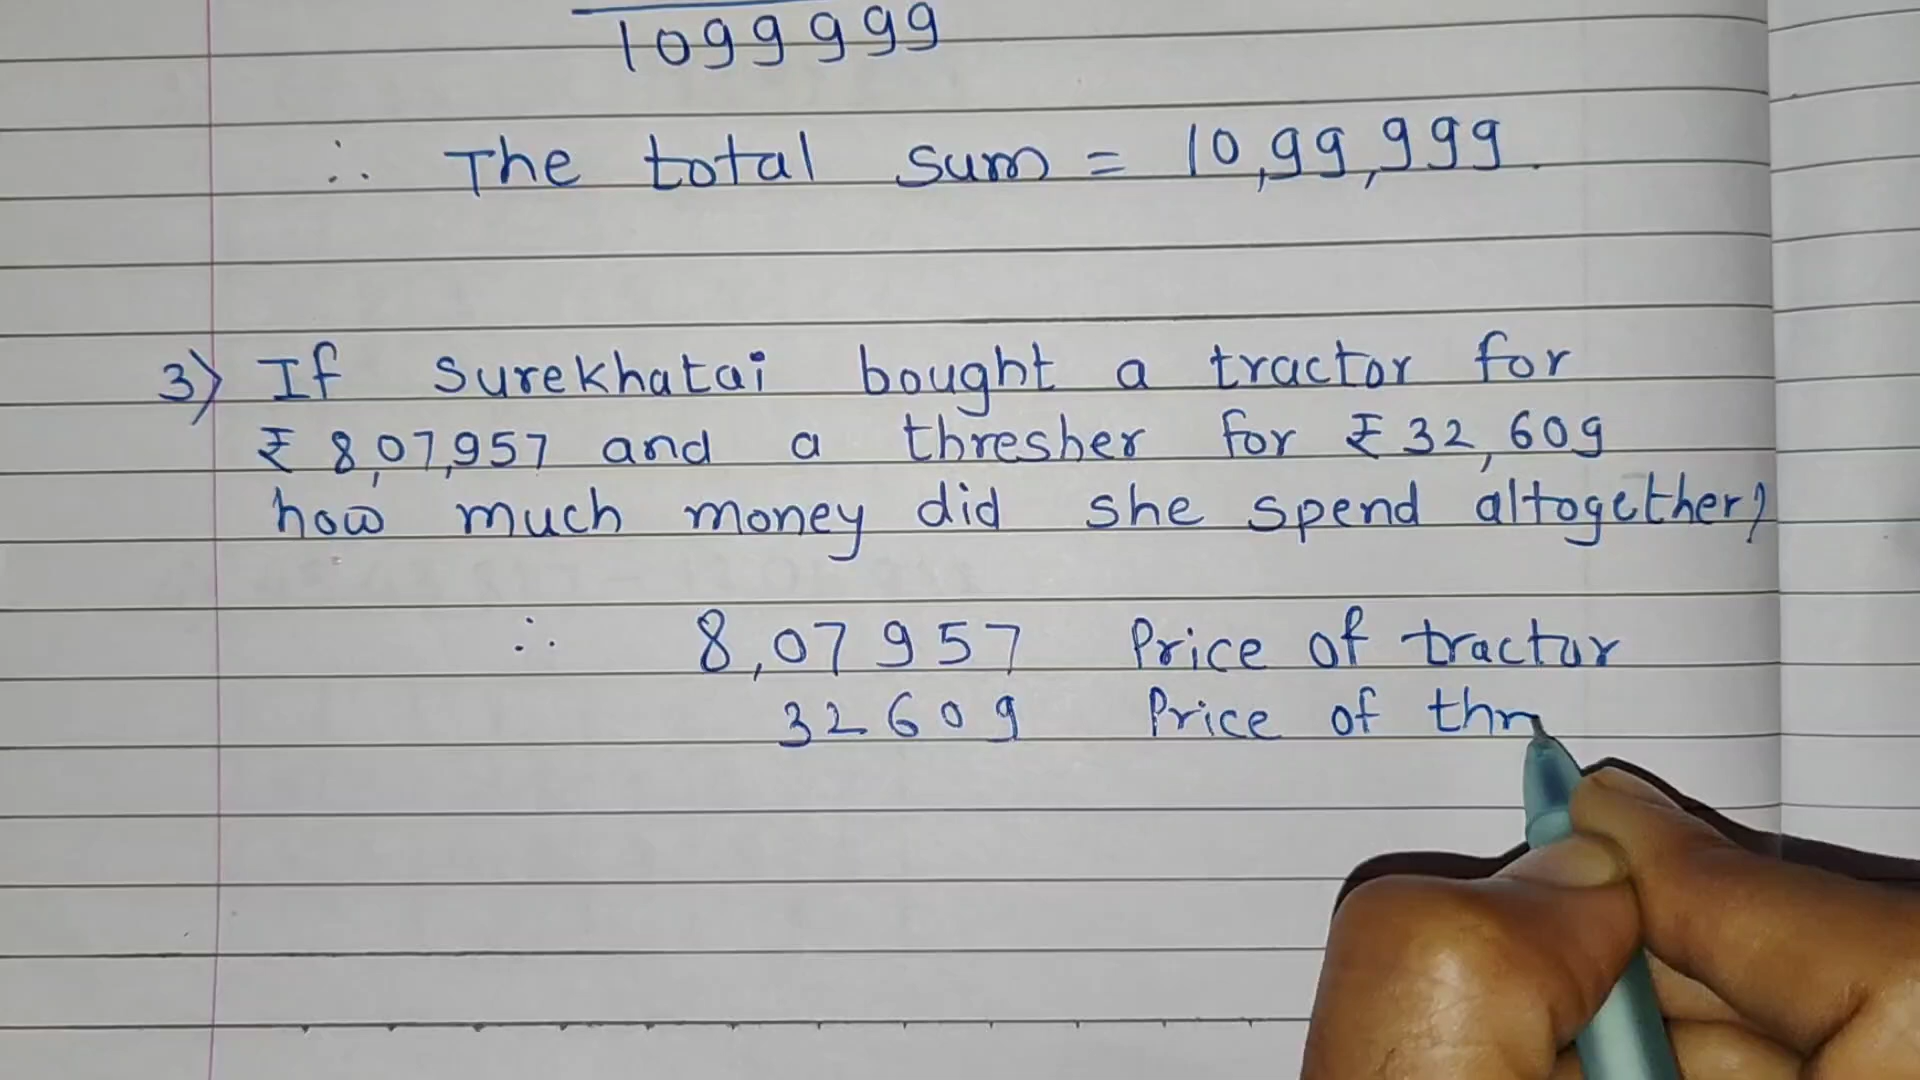 1099999
∴ The total sum = 10,99,999.
3) If surekhatai bought a tractor for
₹ 8,07,957 and a thresher for ₹ 32,609
how much money did she spend altogether?
∴ 8,07957 Price of tractor
32609 Price of thr